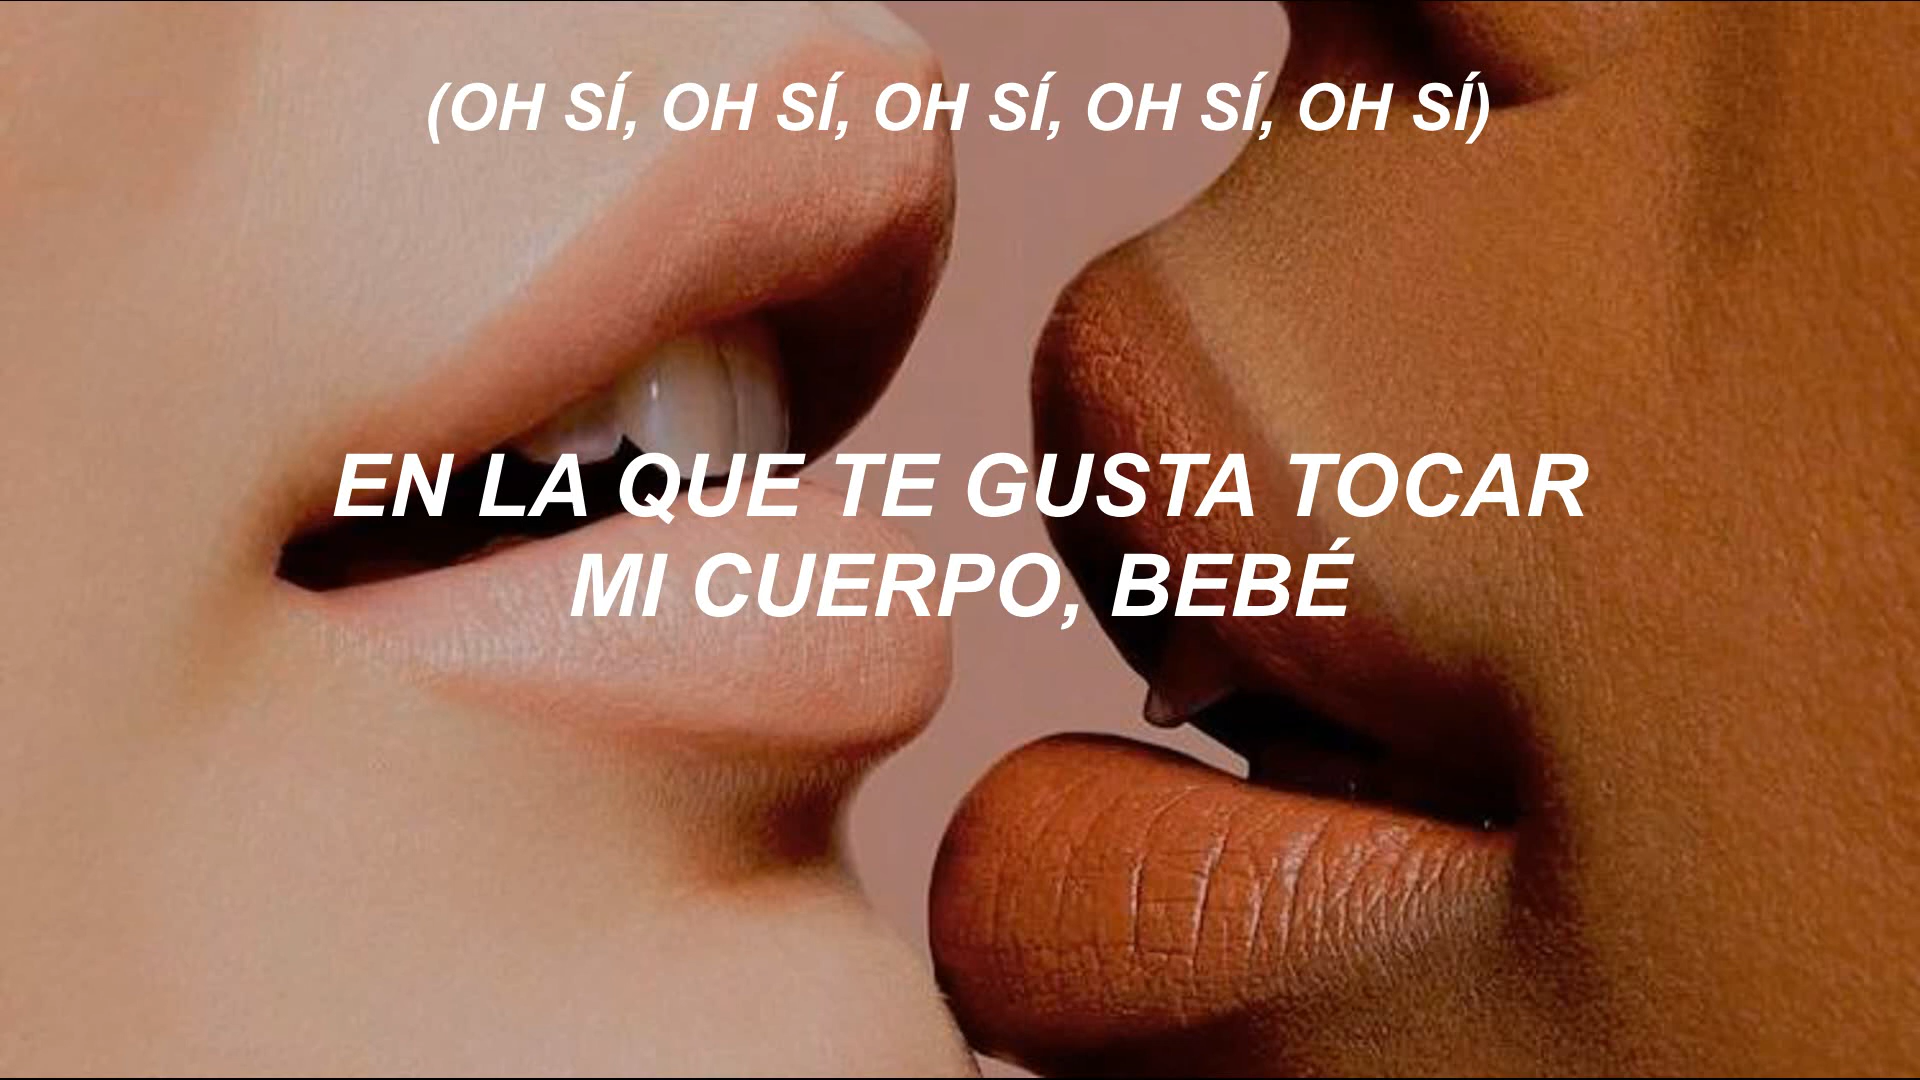 (OH SÍ, OH SÍ, OH SÍ, OH SÍ, OH SÍ)
EN LA QUE TE GUSTA TOCAR
MI CUERPO, BEBÉ